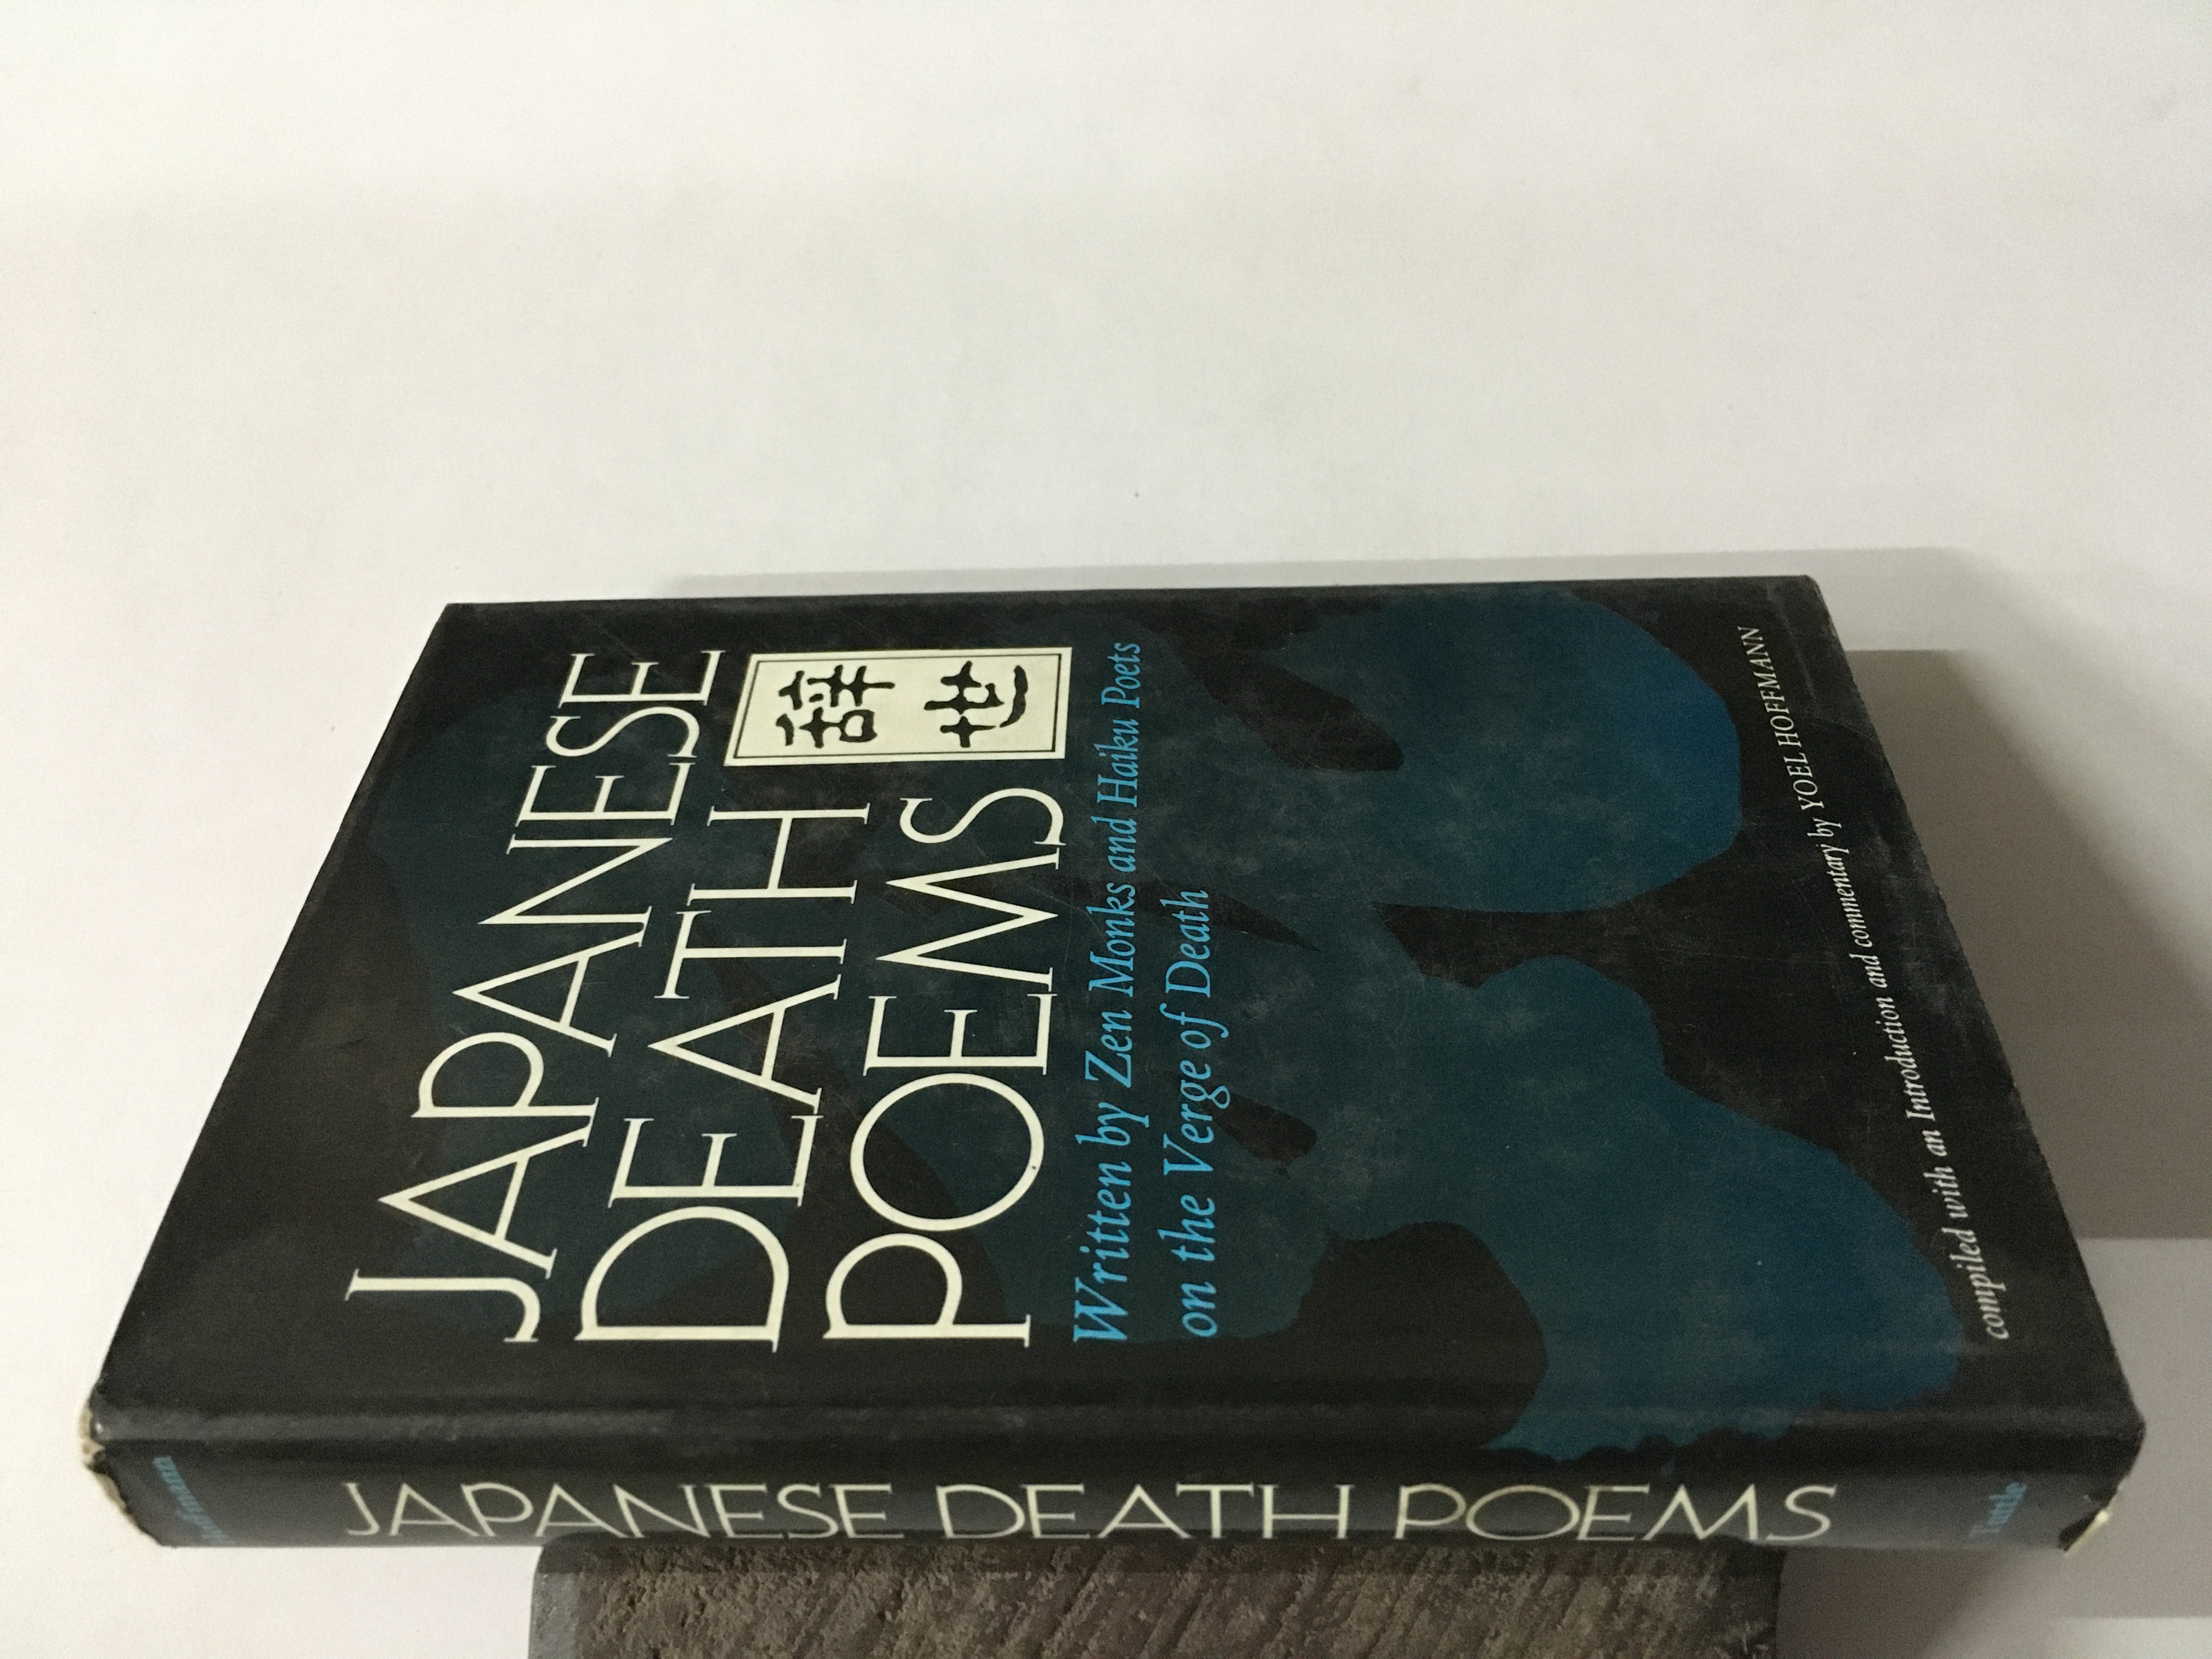 JAPANESE
DEATH
POEMS
辞世
Written by Zen Monks and Haiku Poets
on the Verge of Death
compiled with an Introduction and commentary by YOEL HOFFMANN
JAPANESE DEATH POEMS
Tuttle